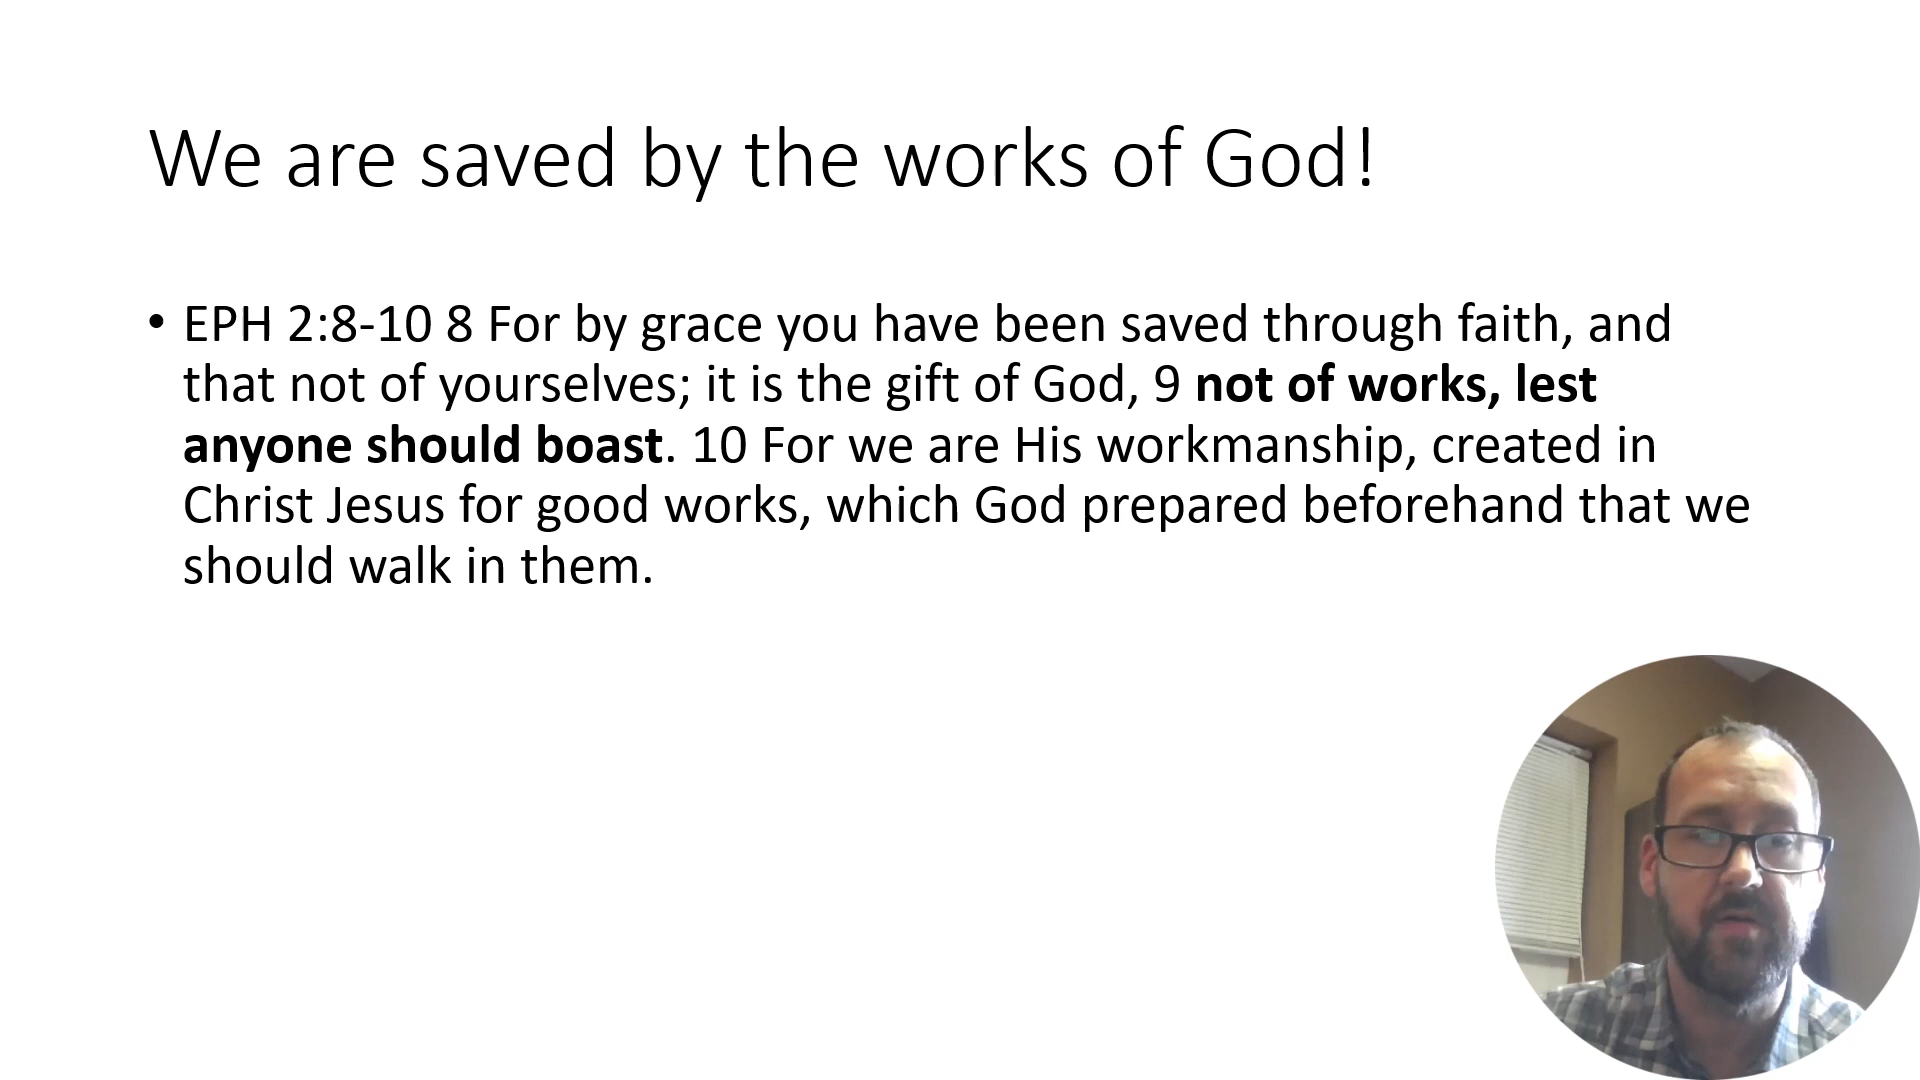 We are saved by the works of God!
• EPH 2:8-10 8 For by grace you have been saved through faith, and
that not of yourselves; it is the gift of God, 9 not of works, lest
anyone should boast. 10 For we are His workmanship, created in
Christ Jesus for good works, which God prepared beforehand that we
should walk in them.